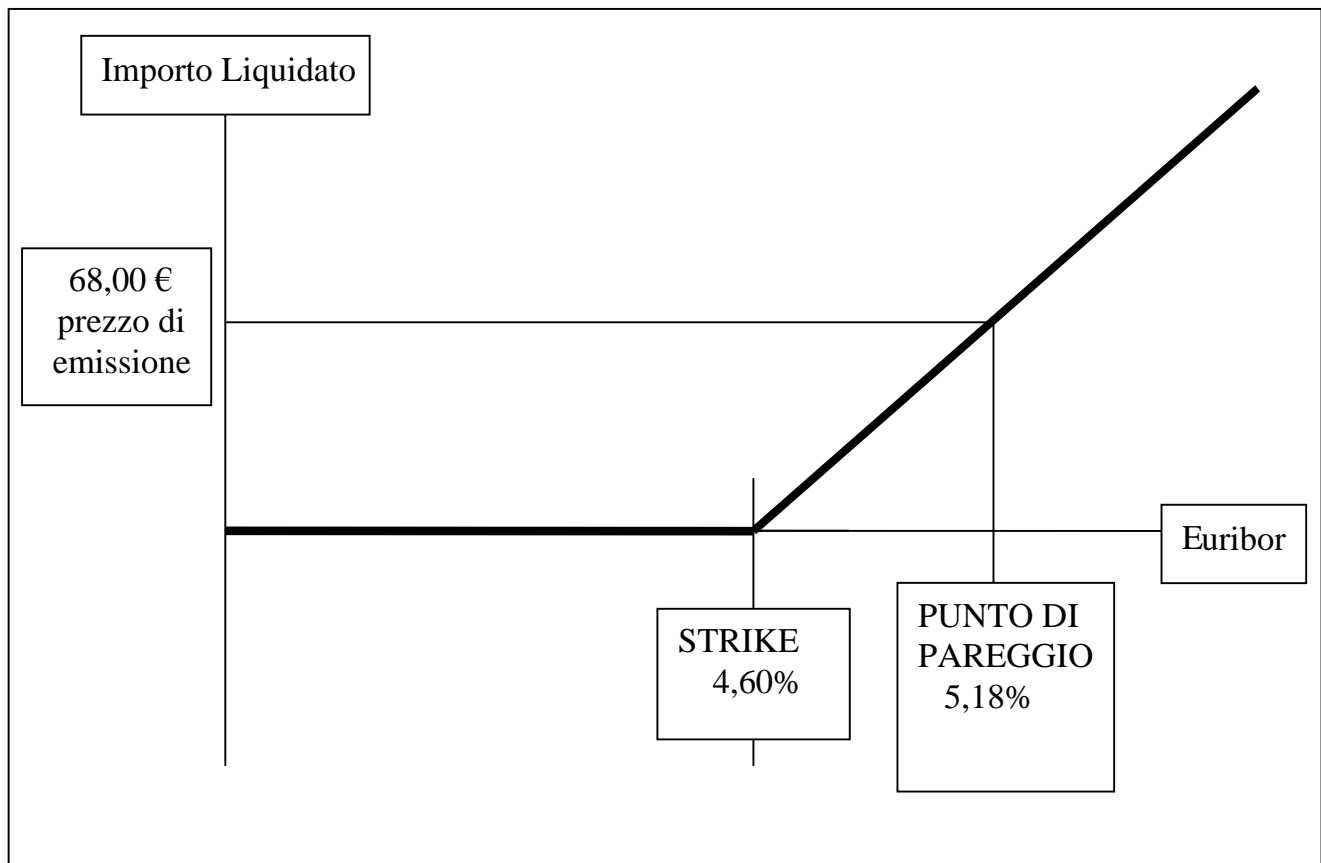 Importo Liquidato
68,00 €
prezzo di
emissione
Euribor
STRIKE
4,60%
PUNTO DI
PAREGGIO
5,18%